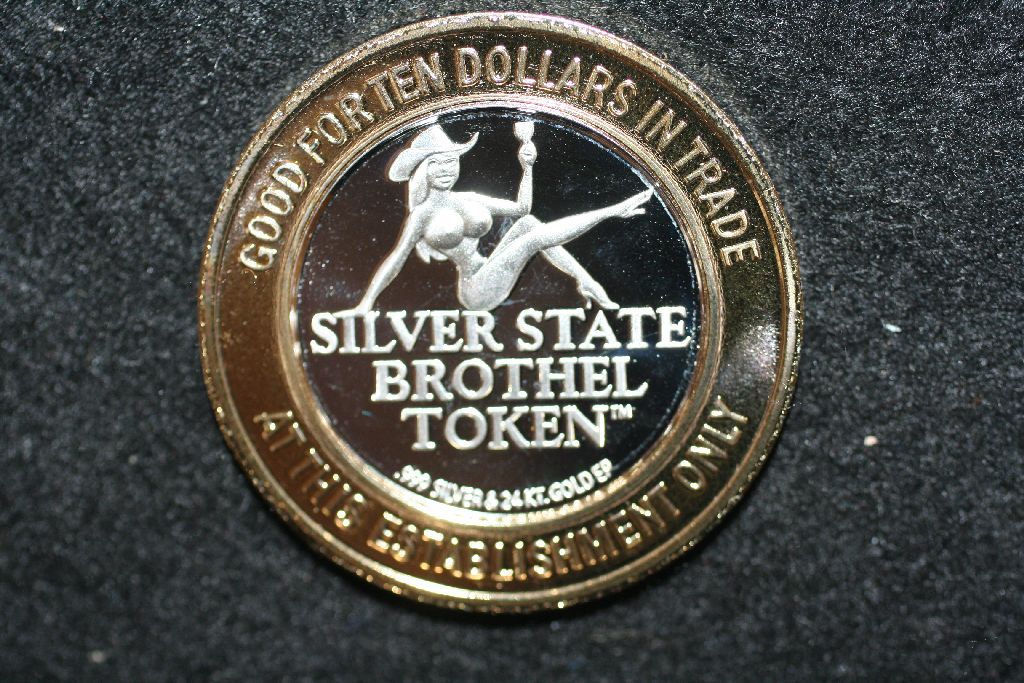 GOOD FOR TEN DOLLARS IN TRADE
SILVER STATE
BROTHEL
TOKEN™
.999 SILVER & 24 KT. GOLD EP
AT THIS ESTABLISHMENT ONLY